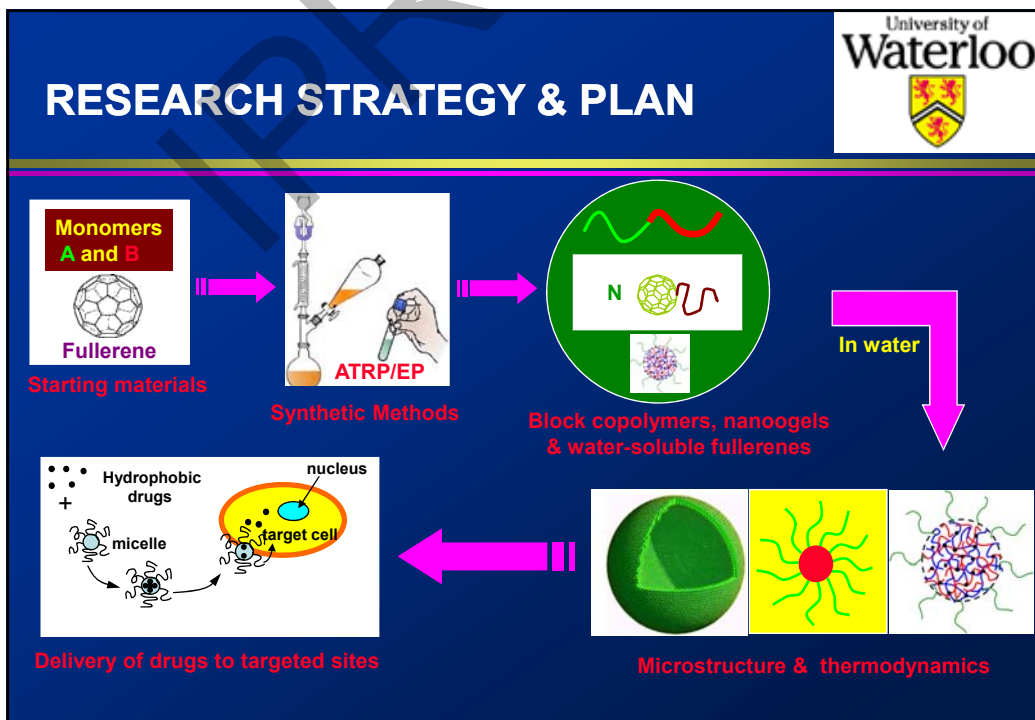 University of
Waterloo
RESEARCH STRATEGY & PLAN
Monomers
A and B
Fullerene
Starting materials
ATRP/EP
Synthetic Methods
N
Block copolymers, nanoogels
& water-soluble fullerenes
In water
Hydrophobic
drugs
+
micelle
nucleus
target cell
Delivery of drugs to targeted sites
Microstructure & thermodynamics